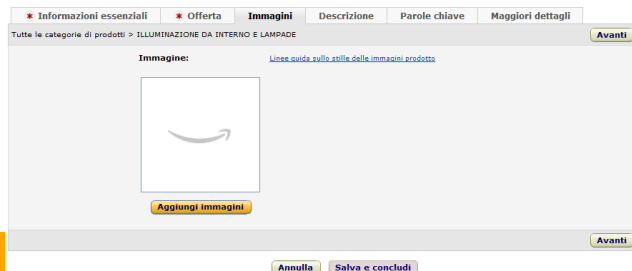 * Informazioni essenziali * Offerta Immagini Descrizione Parole chiave Maggiori dettagli
Tutte le categorie di prodotti > ILLUMINAZIONE DA INTERNO E LAMPADE Avanti
Immagine: Linee guida sullo stille delle immagini prodotto
Aggiungi immagini
Avanti
Annulla Salva e concludi